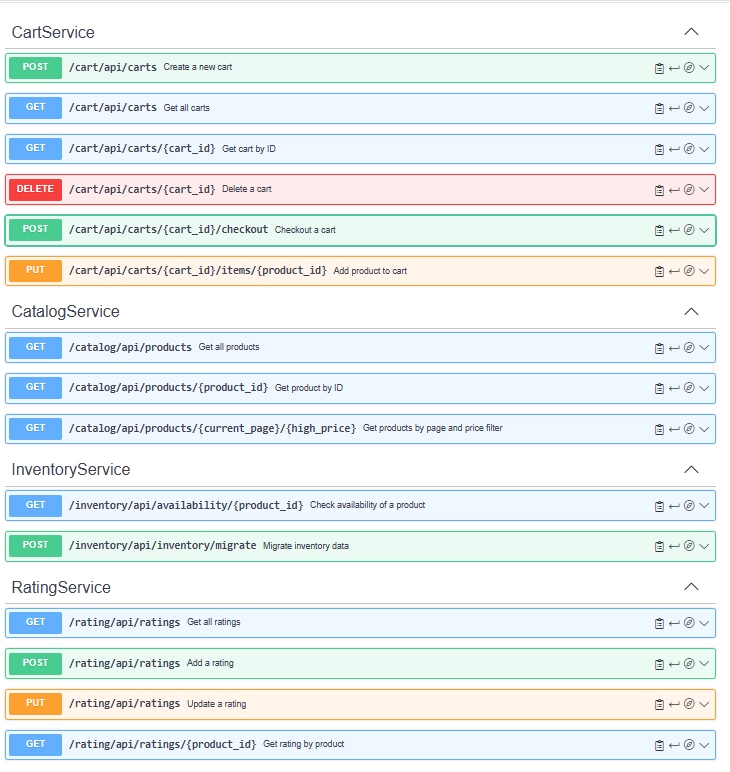 CartService
POST /cart/api/carts Create a new cart
GET /cart/api/carts Get all carts
GET /cart/api/carts/{cart_id} Get cart by ID
DELETE /cart/api/carts/{cart_id} Delete a cart
POST /cart/api/carts/{cart_id}/checkout Checkout a cart
PUT /cart/api/carts/{cart_id}/items/{product_id} Add product to cart
CatalogService
GET /catalog/api/products Get all products
GET /catalog/api/products/{product_id} Get product by ID
GET /catalog/api/products/{current_page}/{high_price} Get products by page and price filter
InventoryService
GET /inventory/api/availability/{product_id} Check availability of a product
POST /inventory/api/inventory/migrate Migrate inventory data
RatingService
GET /rating/api/ratings Get all ratings
POST /rating/api/ratings Add a rating
PUT /rating/api/ratings Update a rating
GET /rating/api/ratings/{product_id} Get rating by product